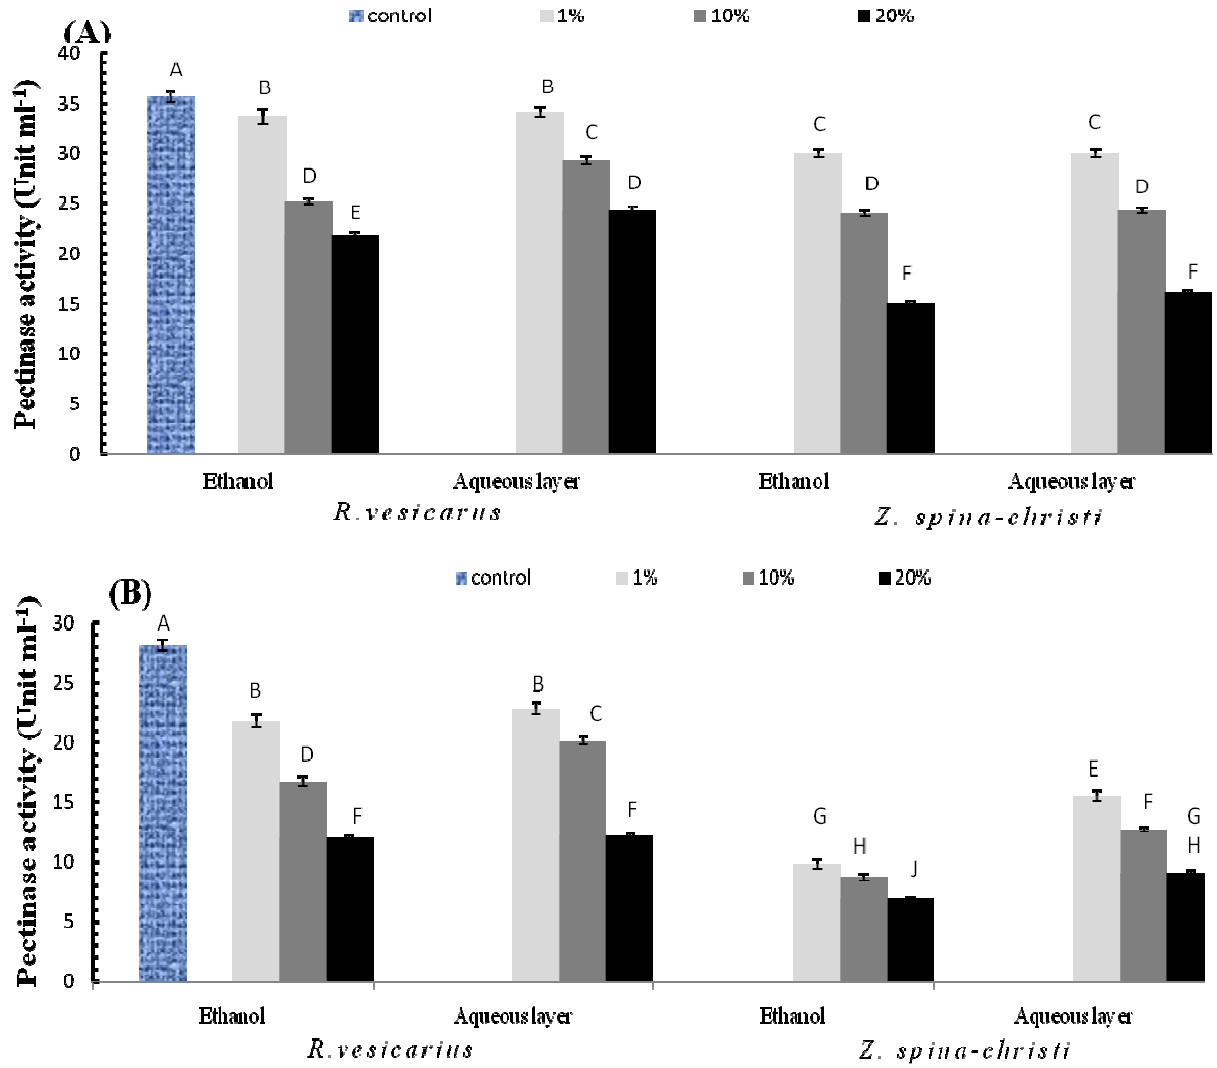 (A)
control 1% 10% 20%
Pectinase activity (Unit ml-1)
40
35
30
25
20
15
10
5
0
A B D E B C D C D F C D F
Ethanol Aqueous layer Ethanol Aqueous layer
R.vesicarus Z. spina-christi
(B)
control 1% 10% 20%
Pectinase activity (Unit ml-1)
30
25
20
15
10
5
0
A B D F B C F G H J E F G
H
Ethanol Aqueous layer Ethanol Aqueous layer
R.vesicarius Z. spina-christi